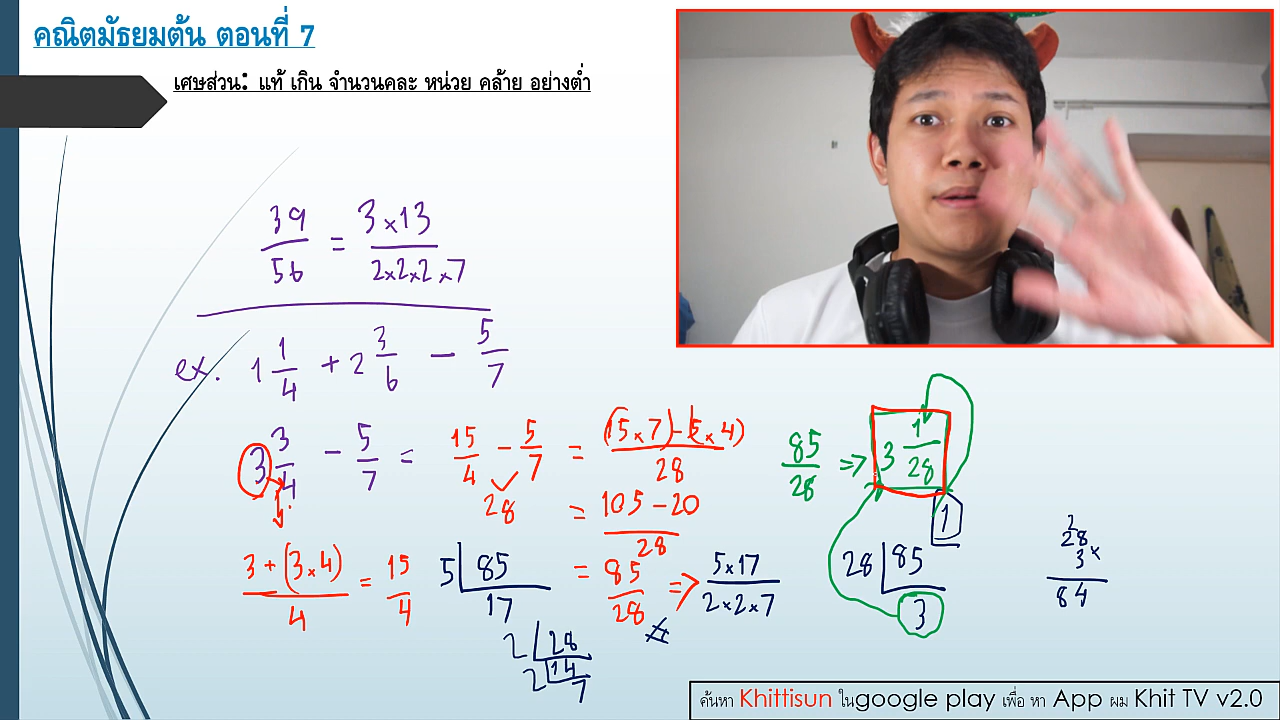 คณิตมัธยมต้น ตอนที่ 7
เศษส่วน: แท้ เกิน จำนวนคละ หน่วย คล้าย อย่างต่ำ
39/56 = 3×13/2×2×2×7
ex. 1 1/4 + 2 3/6 − 5/7
3 3/4 − 5/7 = 15/4 − 5/7 = (15×7)−(5×4)/28
28
= 105−20/28
= 85/28 => 5×17/2×2×7
3+(3×4)/4 = 15/4
5 85
17
2 28
2 14
7
85/28 => 3 1/28
1
28 85
3
2
28
3×
84
ค้นหา Khittisun ในgoogle play เพื่อ หา App ผม Khit TV v2.0